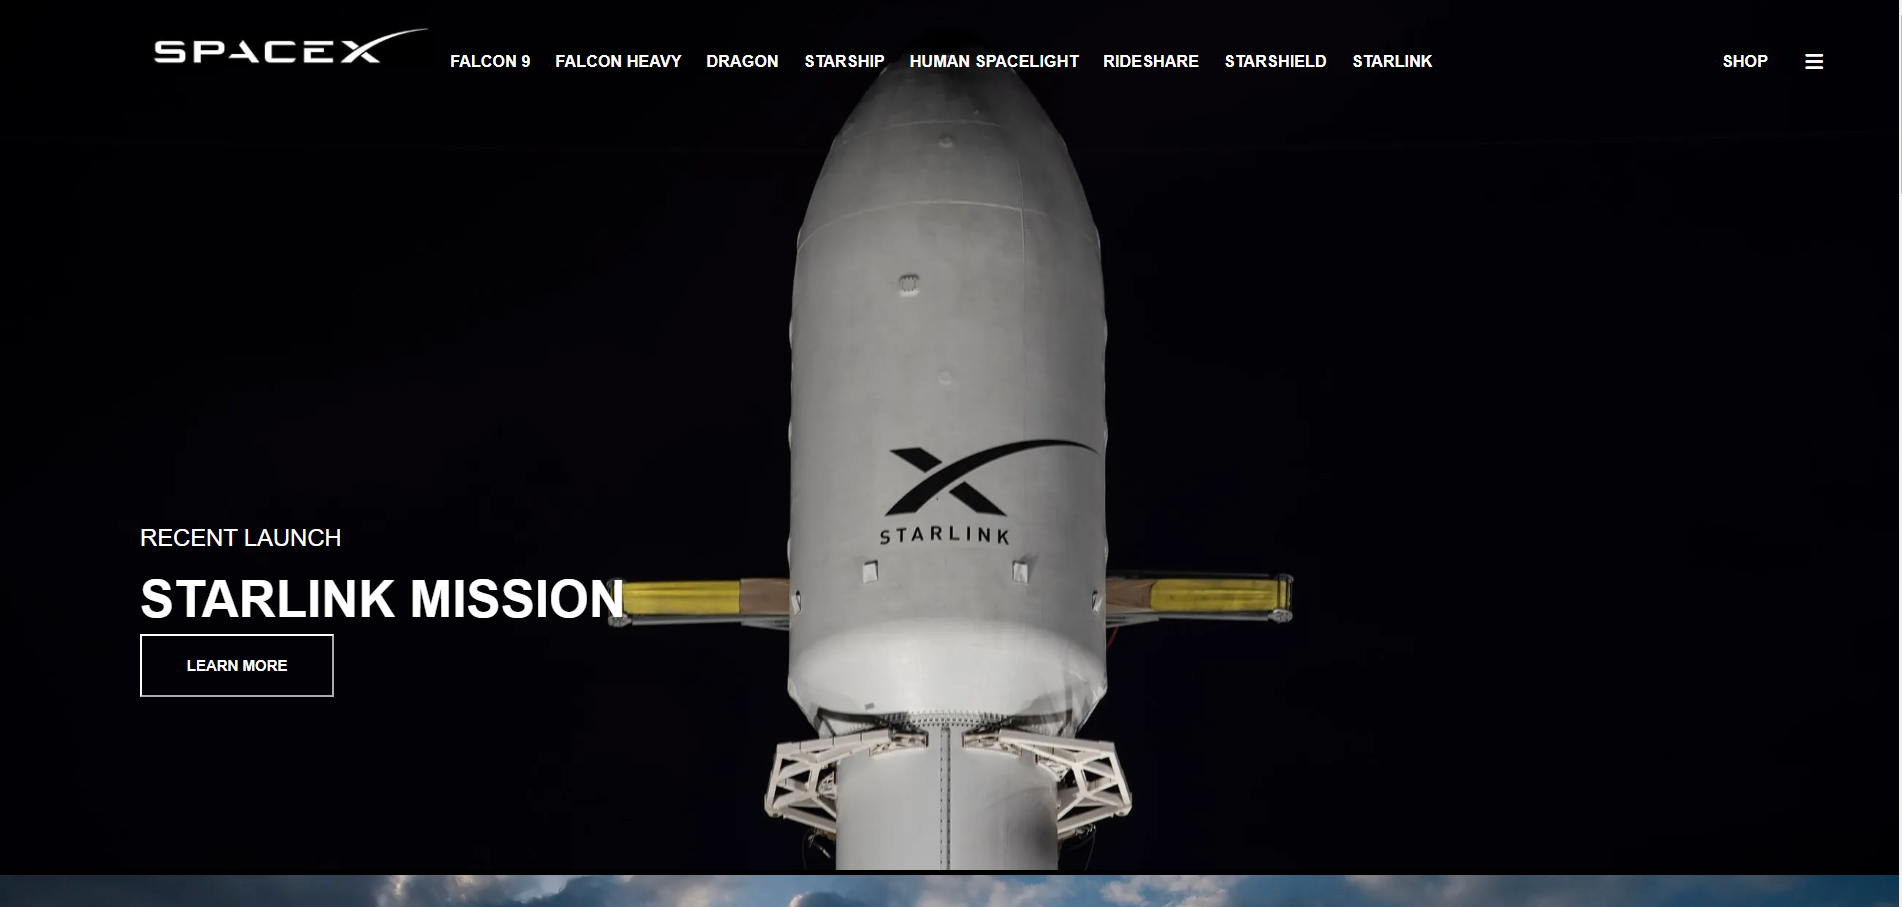 SPACEX
FALCON 9 FALCON HEAVY DRAGON STARSHIP HUMAN SPACELIGHT RIDESHARE STARSHIELD STARLINK SHOP
STARLINK
RECENT LAUNCH
STARLINK MISSION
LEARN MORE